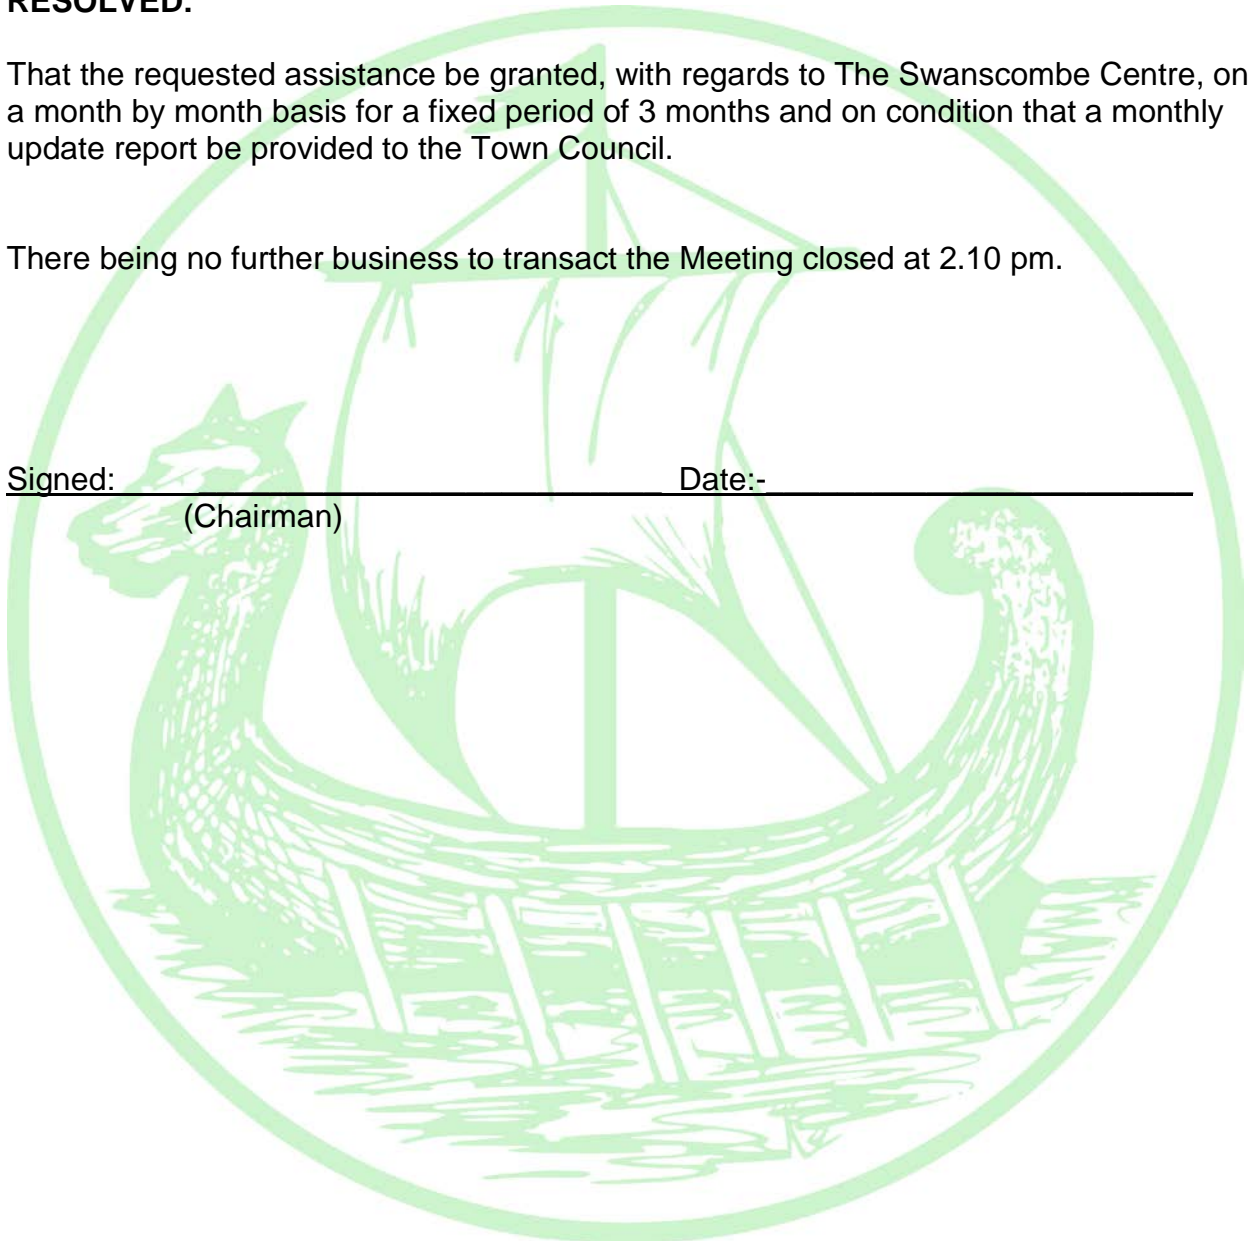 RESOLVED:
That the requested assistance be granted, with regards to The Swanscombe Centre, on
a month by month basis for a fixed period of 3 months and on condition that a monthly
update report be provided to the Town Council.
There being no further business to transact the Meeting closed at 2.10 pm.
Signed: ______________________________ Date:-________________________
(Chairman)